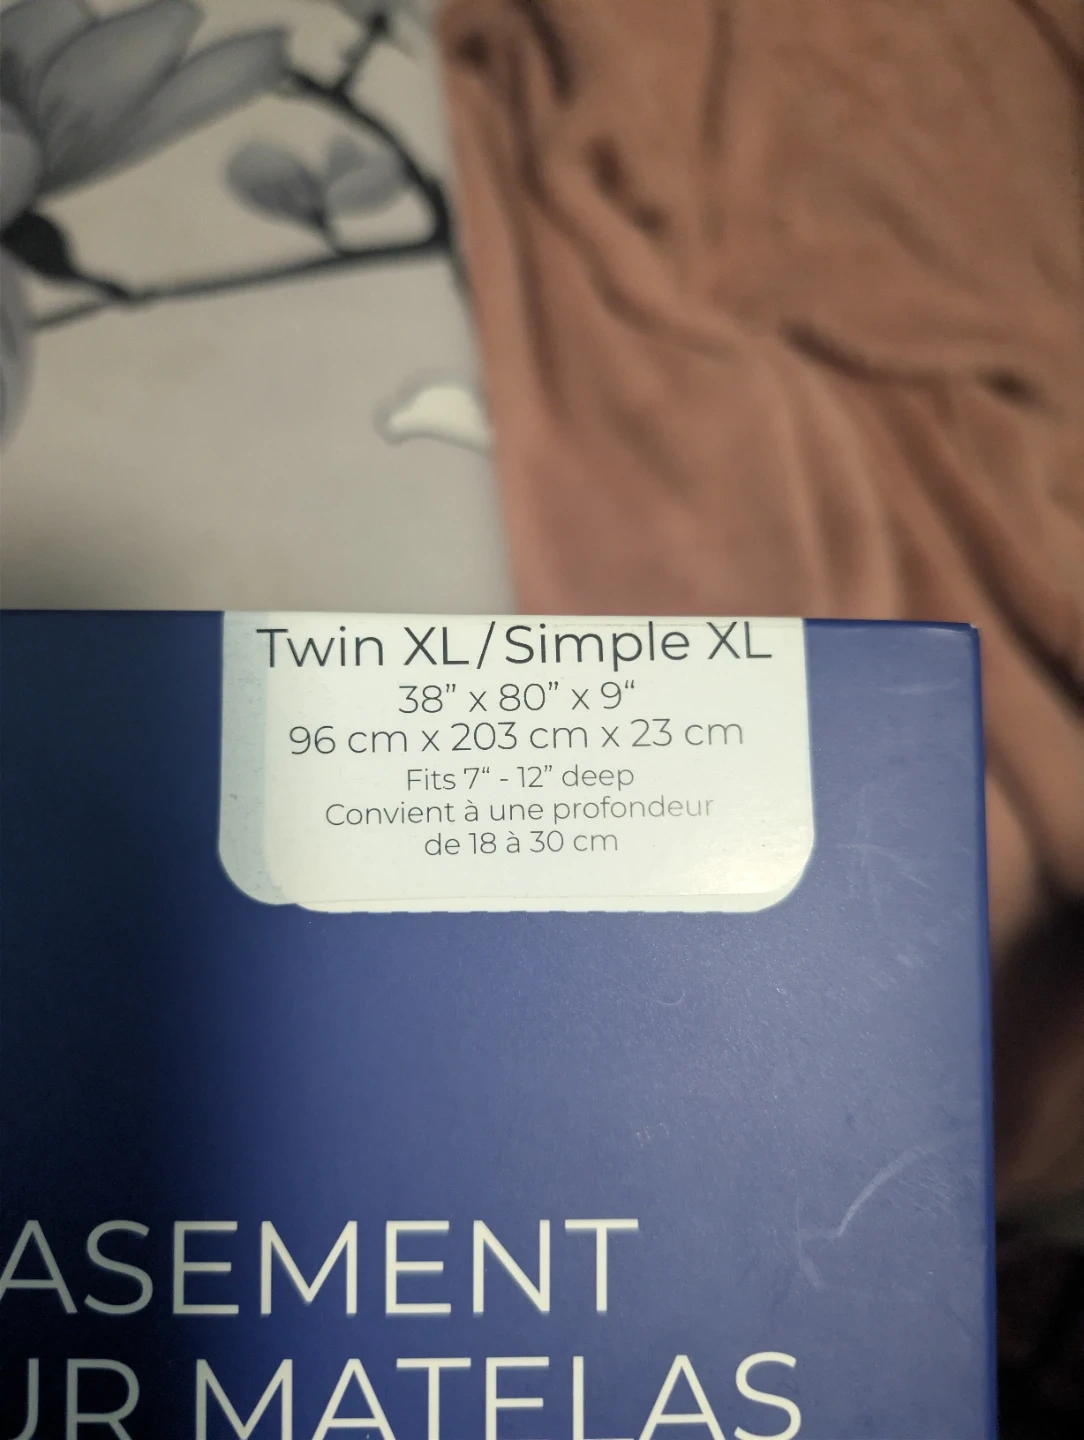 Twin XL/Simple XL
38” x 80” x 9“
96 cm x 203 cm x 23 cm
Fits 7“ - 12” deep
Convient à une profondeur
de 18 à 30 cm
ASEMENT
UR MATELAS